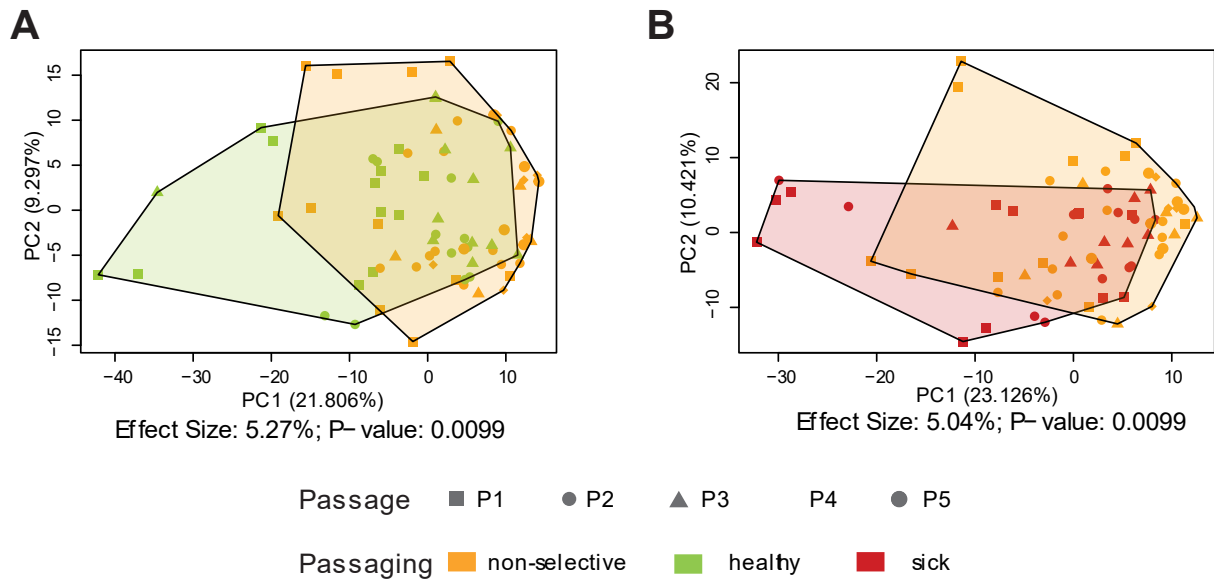 A
B
PC2 (9.297%)
15
10
5
0
−5
−10
−15
−40
−30
−20
−10
0
10
PC1 (21.806%)
Effect Size: 5.27%; P− value: 0.0099
PC2 (10.421%)
20
10
0
−10
−30
−20
−10
0
10
PC1 (23.126%)
Effect Size: 5.04%; P− value: 0.0099
Passage P1 P2 P3 P4 P5
Passaging non-selective healthy sick